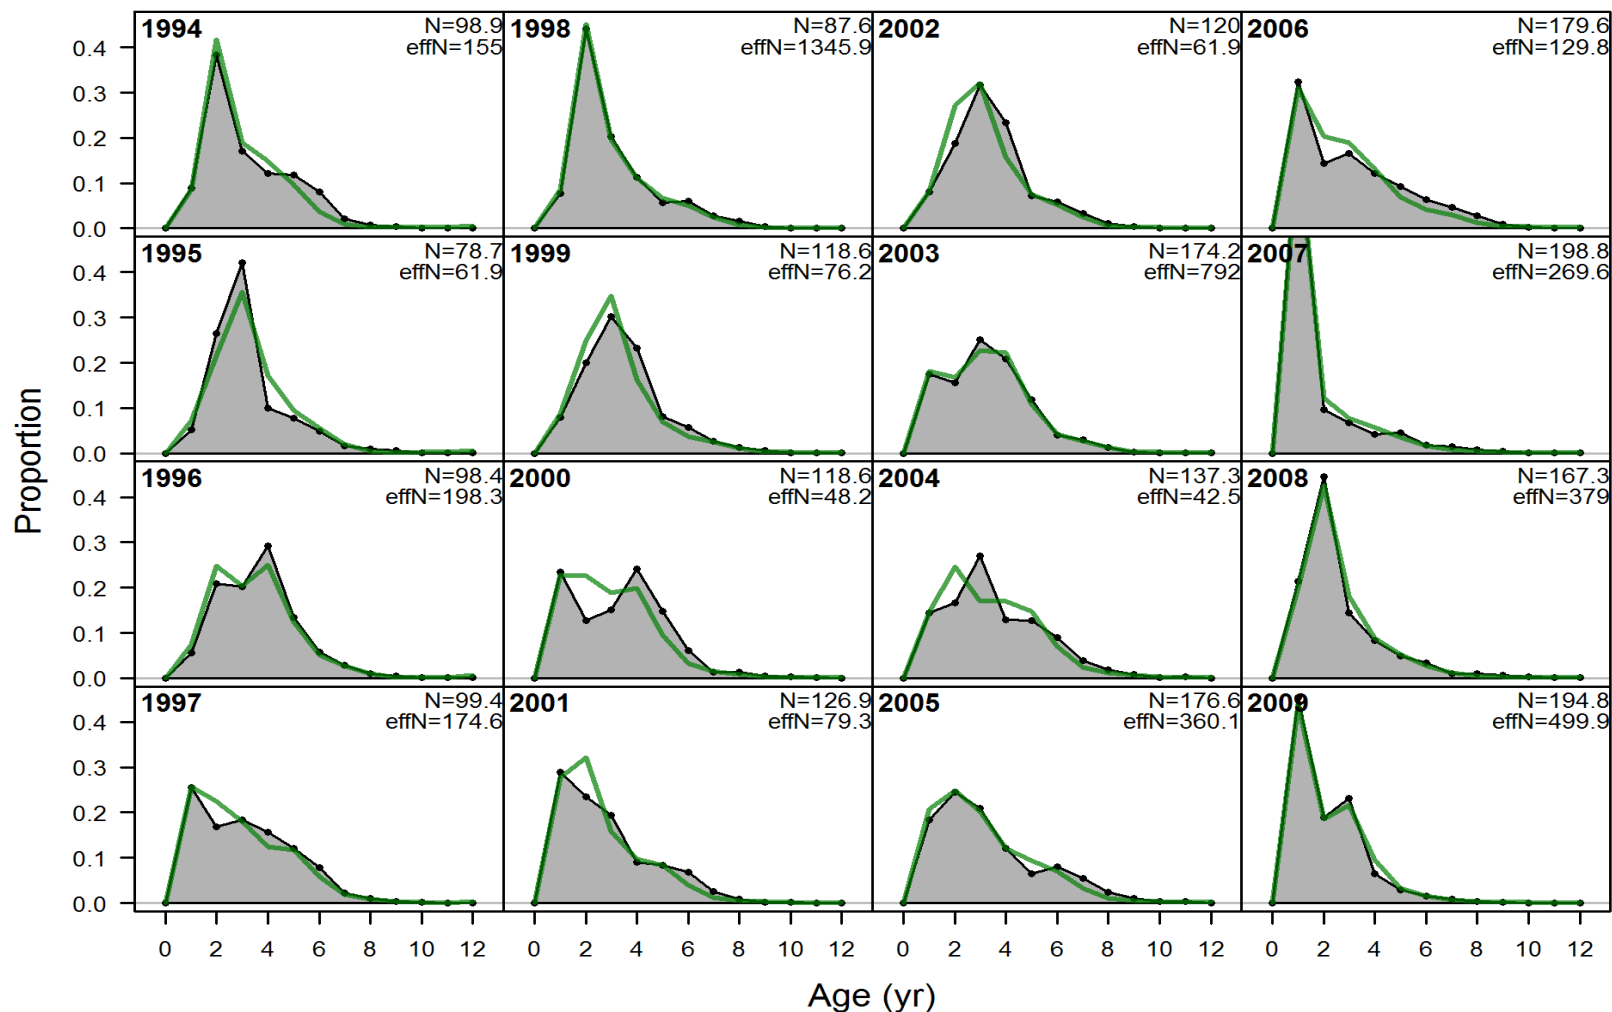 1994
N=98.9
effN=155
1998
N=87.6
effN=1345.9
2002
N=120
effN=61.9
2006
N=179.6
effN=129.8
0.4
0.3
0.2
0.1
0.0
1995
N=78.7
effN=61.9
1999
N=118.6
effN=76.2
2003
N=174.2
effN=792
2007
N=198.8
effN=269.6
0.4
0.3
0.2
0.1
0.0
Proportion
1996
N=98.4
effN=198.3
2000
N=118.6
effN=48.2
2004
N=137.3
effN=42.5
2008
N=167.3
effN=379
0.4
0.3
0.2
0.1
0.0
1997
N=99.4
effN=174.6
2001
N=126.9
effN=79.3
2005
N=176.6
effN=360.1
2009
N=194.8
effN=499.9
0.4
0.3
0.2
0.1
0.0
0 2 4 6 8 10 12
0 2 4 6 8 10 12
0 2 4 6 8 10 12
0 2 4 6 8 10 12
Age (yr)